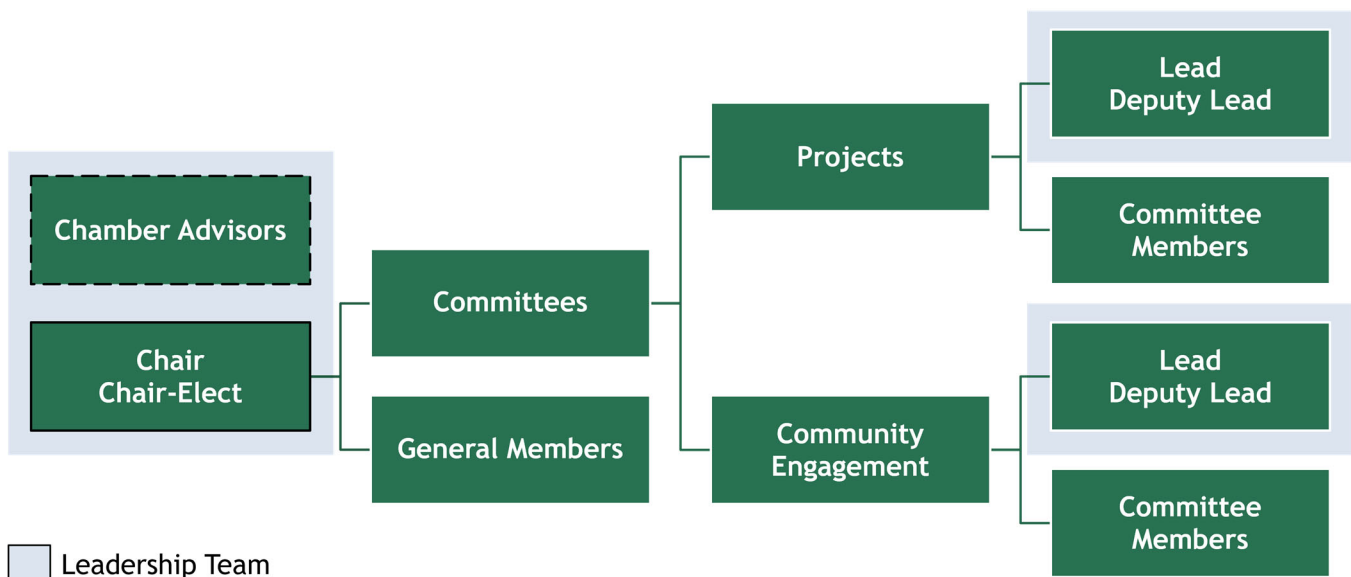 Chamber Advisors
Chair
Chair-Elect
Committees
General Members
Projects
Community
Engagement
Lead
Deputy Lead
Committee
Members
Lead
Deputy Lead
Committee
Members
Leadership Team